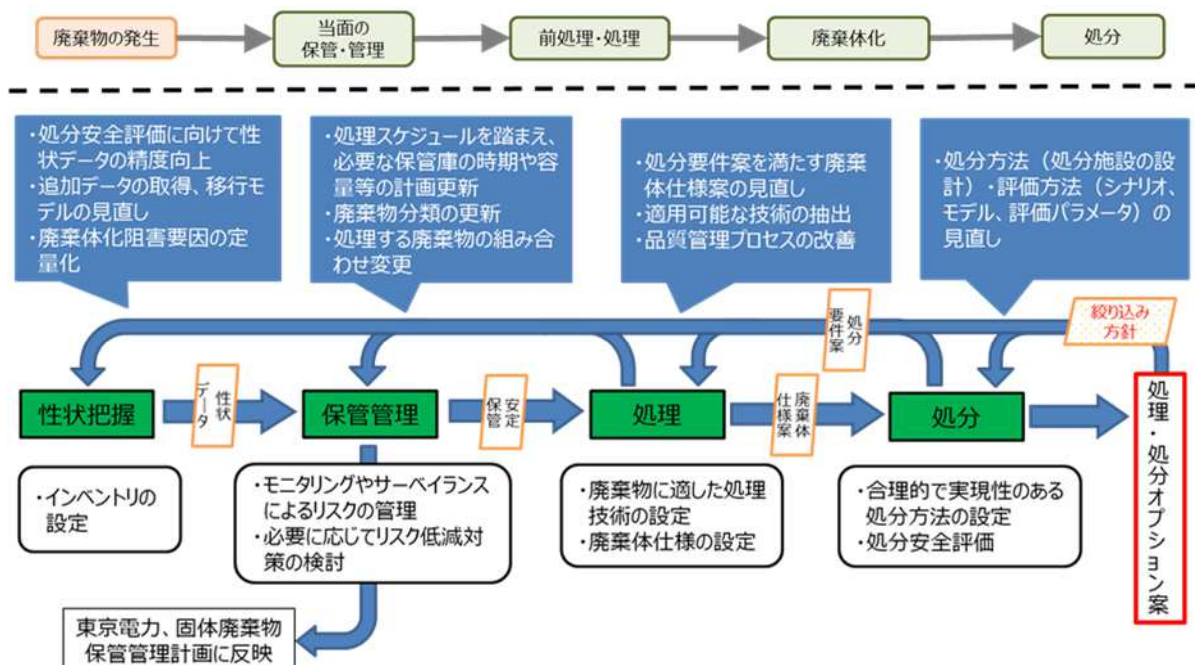 廃棄物の発生
当面の
保管・管理
前処理・処理
廃棄体化
処分
・処分安全評価に向けて性
状データの精度向上
・追加データの取得、移行モ
デルの見直し
・廃棄体化阻害要因の定
量化
・処理スケジュールを踏まえ、
必要な保管庫の時期や容
量等の計画更新
・廃棄物分類の更新
・処理する廃棄物の組み合
わせ変更
・処分要件案を満たす廃棄
体仕様案の見直し
・適用可能な技術の抽出
・品質管理プロセスの改善
・処分方法（処分施設の設
計）・評価方法（シナリオ、
モデル、評価パラメータ）の
見直し
処分
要件案
絞り込み
方針
性状把握
性状
データ
保管管理
安定
保管
処理
廃棄体
仕様案
処分
処理・処分オプション案
・インベントリの
設定
・モニタリングやサーベイランス
によるリスクの管理
・必要に応じてリスク低減対
策の検討
・廃棄物に適した処理
技術の設定
・廃棄体仕様の設定
・合理的で実現性のある
処分方法の設定
・処分安全評価
東京電力、固体廃棄物
保管管理計画に反映